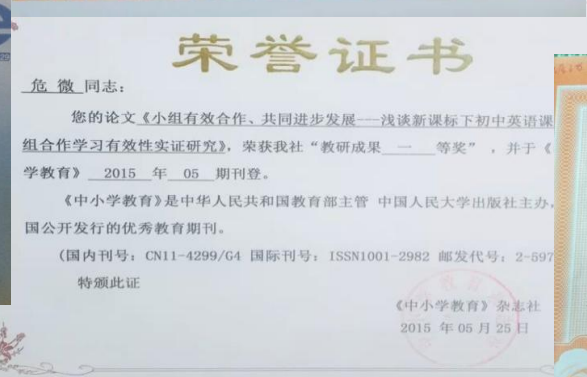 荣誉证书
危 微 同志：
您的论文《小组有效合作、共同进步发展---浅谈新课标下初中英语课
组合作学习有效性实证研究》，荣获我社“教研成果 一 等奖”，并于《
学教育》 2015 年 05 期刊登。
《中小学教育》是中华人民共和国教育部主管 中国人民大学出版社主办，
国公开发行的优秀教育期刊。
(国内刊号：CN11-4299/G4 国际刊号：ISSN1001-2982 邮发代号：2-597
特颁此证
《中小学教育》杂志社
2015 年 05 月 25 日